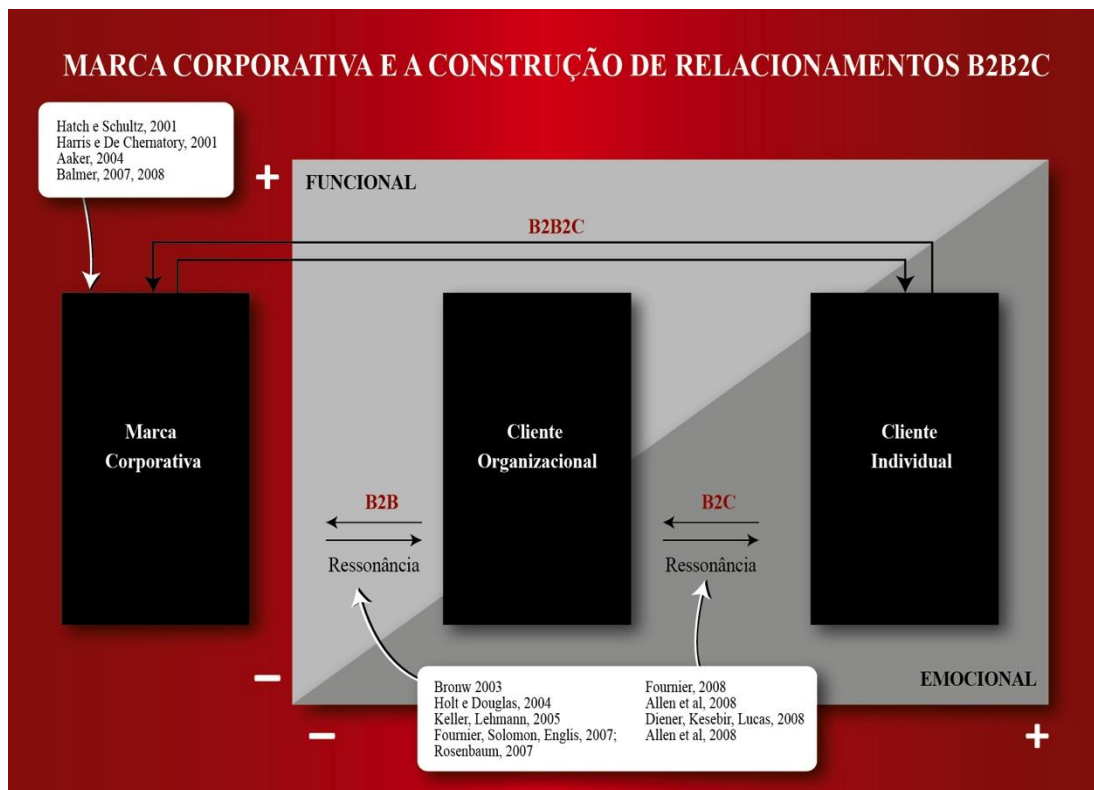 MARCA CORPORATIVA E A CONSTRUÇÃO DE RELACIONAMENTOS B2B2C
Hatch e Schultz, 2001
Harris e De Chernatory, 2001
Aaker, 2004
Balmer, 2007, 2008
+
FUNCIONAL
B2B2C
Marca
Corporativa
Cliente
Organizacional
Cliente
Individual
B2B
Ressonância
B2C
Ressonância
EMOCIONAL
−
−
+
Bronw 2003
Holt e Douglas, 2004
Keller, Lehmann, 2005
Fournier, Solomon, Englis, 2007;
Rosenbaum, 2007
Fournier, 2008
Allen et al, 2008
Diener, Kesebir, Lucas, 2008
Allen et al, 2008